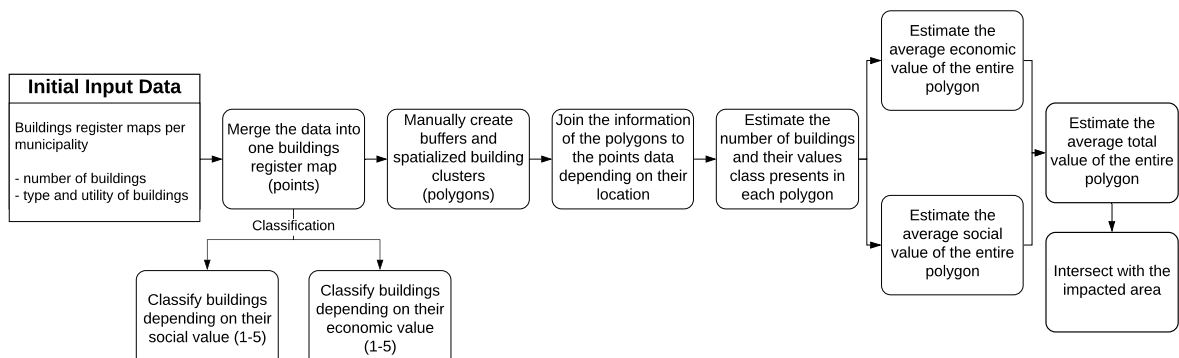 Initial Input Data
Buildings register maps per
municipality
- number of buildings
- type and utility of buildings
Merge the data into
one buildings
register map
(points)
Classification
Classify buildings
depending on their
social value (1-5)
Classify buildings
depending on their
economic value
(1-5)
Manually create
buffers and
spatialized building
clusters
(polygons)
Join the information
of the polygons to
the points data
depending on their
location
Estimate the
number of buildings
and their values
class presents in
each polygon
Estimate the
average economic
value of the entire
polygon
Estimate the
average social
value of the entire
polygon
Estimate the
average total
value of the entire
polygon
Intersect with the
impacted area